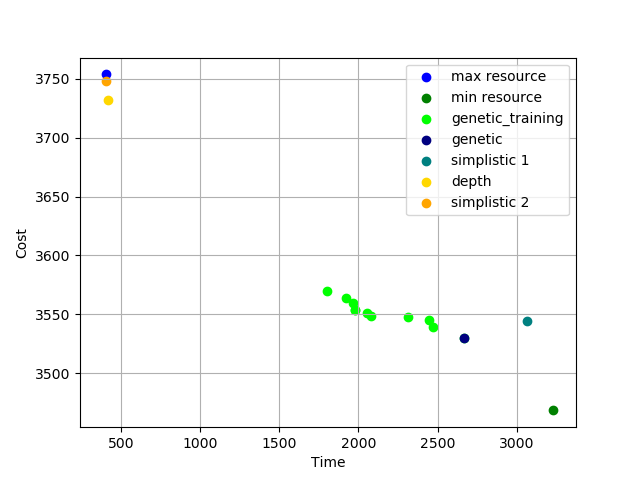 max resource
min resource
genetic_training
genetic
simplistic 1
depth
simplistic 2
Cost
3750
3700
3650
3600
3550
3500
500 1000 1500 2000 2500 3000
Time